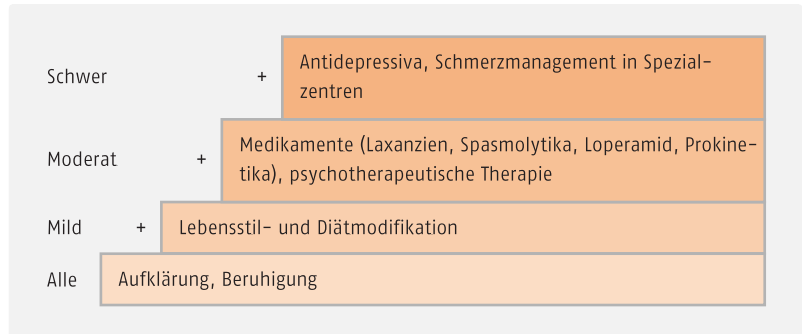 Schwer + Antidepressiva, Schmerzmanagement in Spezial-
zentren
Moderat + Medikamente (Laxanzien, Spasmolytika, Loperamid, Prokine-
tika), psychotherapeutische Therapie
Mild + Lebensstil- und Diätmodifikation
Alle Aufklärung, Beruhigung